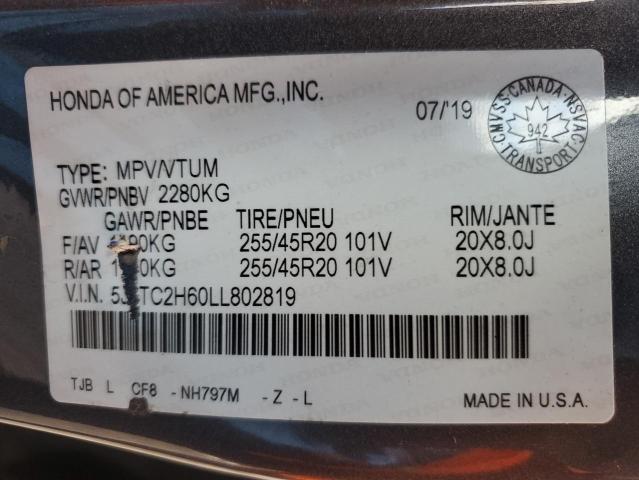 HONDA OF AMERICA MFG.,INC.
07/'19
CMVSS·CANADA·NSVAC
942
TRANSPORT
TYPE: MPV/VTUM
GVWR/PNBV 2280KG
GAWR/PNBE TIRE/PNEU RIM/JANTE
F/AV 255/45R20 101V 20X8.0J
R/AR 255/45R20 101V 20X8.0J
V.I.N.
TJB L CF8 -NH797M -Z-L
MADE IN U.S.A.